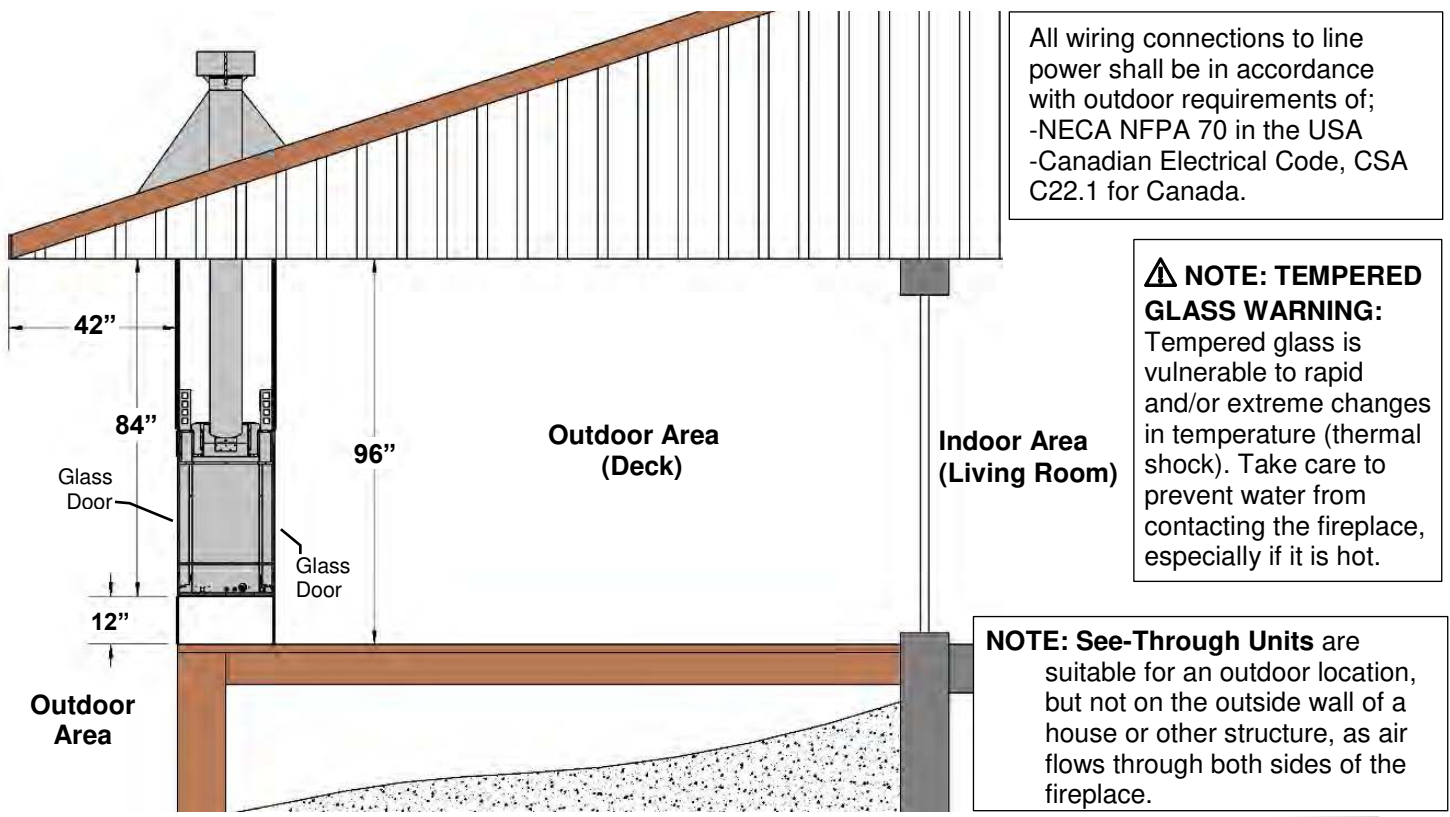 All wiring connections to line
power shall be in accordance
with outdoor requirements of;
-NECA NFPA 70 in the USA
-Canadian Electrical Code, CSA
C22.1 for Canada.
⚠ NOTE: TEMPERED
GLASS WARNING:
Tempered glass is
vulnerable to rapid
and/or extreme changes
in temperature (thermal
shock). Take care to
prevent water from
contacting the fireplace,
especially if it is hot.
42”
84”
96”
Outdoor Area
(Deck)
Indoor Area
(Living Room)
Glass
Door
Glass
Door
12”
Outdoor
Area
NOTE: See-Through Units are
suitable for an outdoor location,
but not on the outside wall of a
house or other structure, as air
flows through both sides of the
fireplace.